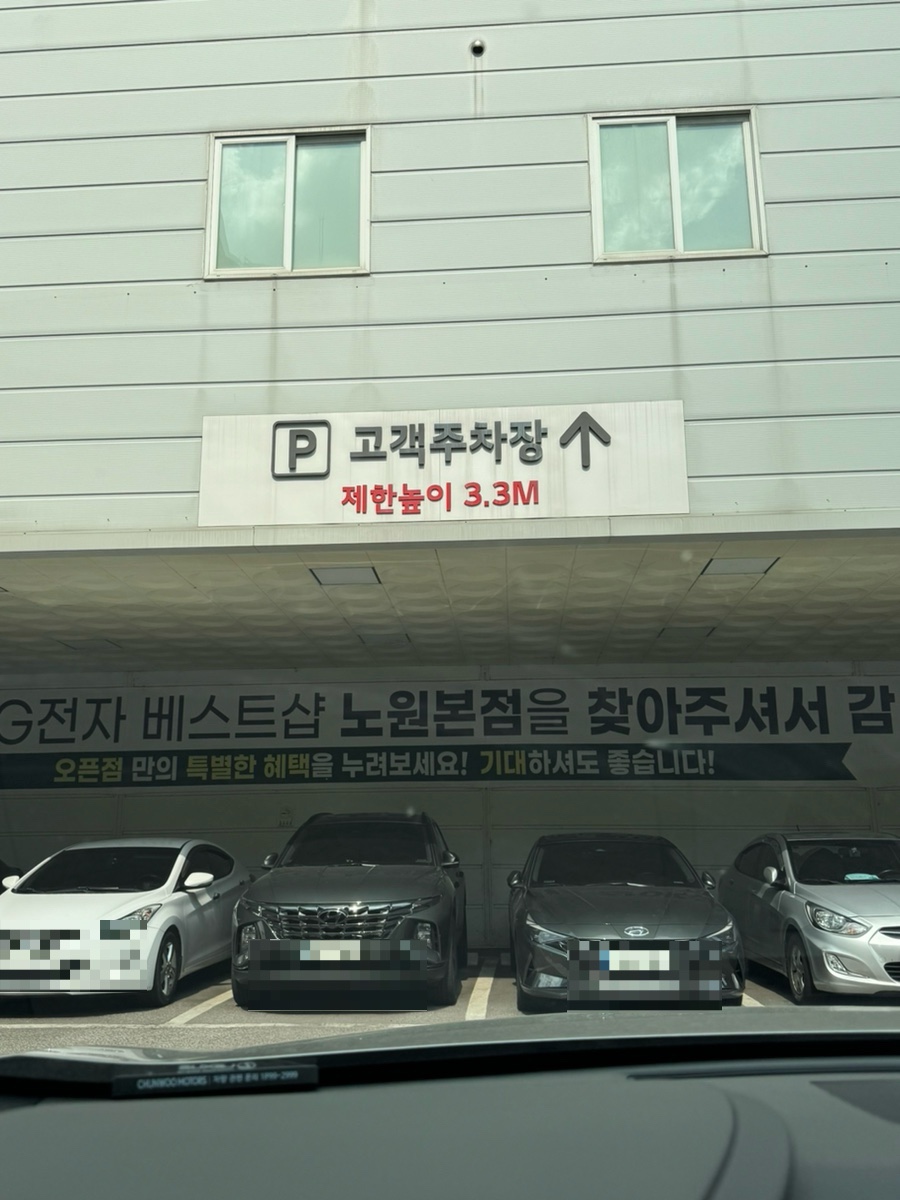 P 고객주차장 ↑
제한높이 3.3M
G전자 베스트샵 노원본점을 찾아주셔서 감
오픈점 만의 특별한 혜택을 누려보세요! 기대하셔도 좋습니다!
CHUNWOO MOTORS